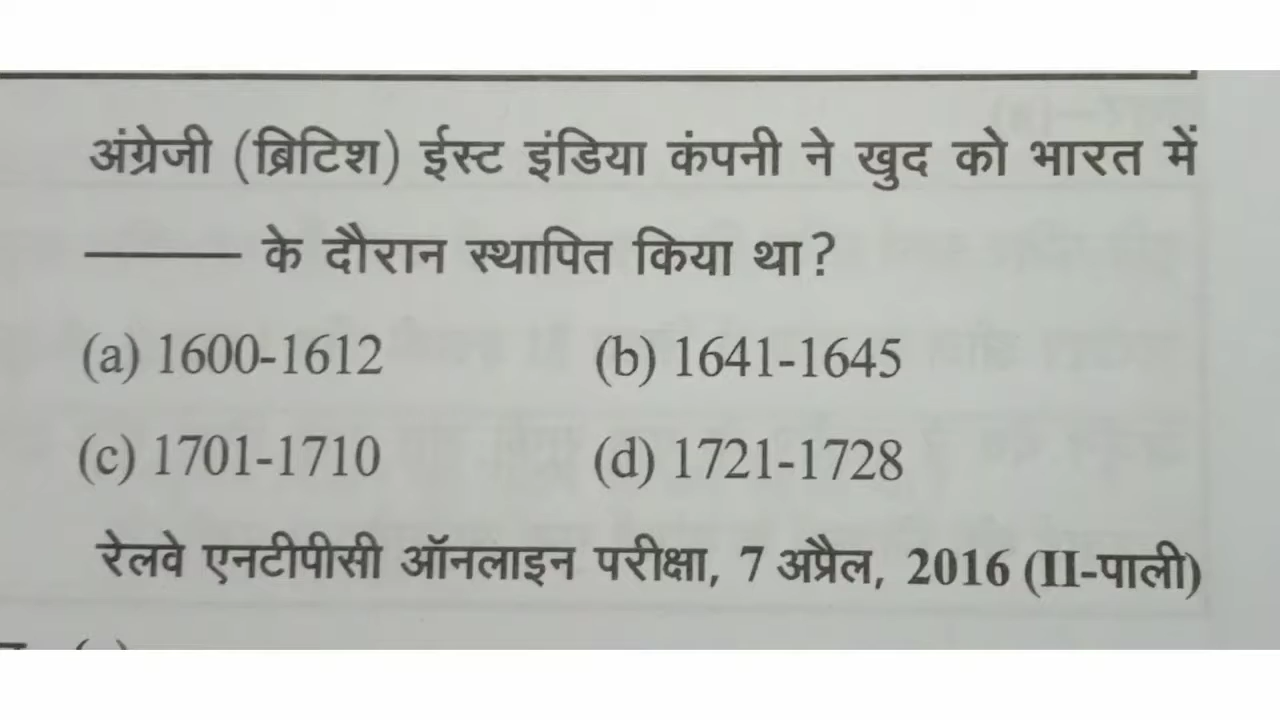 अंग्रेजी (ब्रिटिश) ईस्ट इंडिया कंपनी ने खुद को भारत में
——— के दौरान स्थापित किया था?
(a) 1600-1612 (b) 1641-1645
(c) 1701-1710 (d) 1721-1728
रेलवे एनटीपीसी ऑनलाइन परीक्षा, 7 अप्रैल, 2016 (II-पाली)